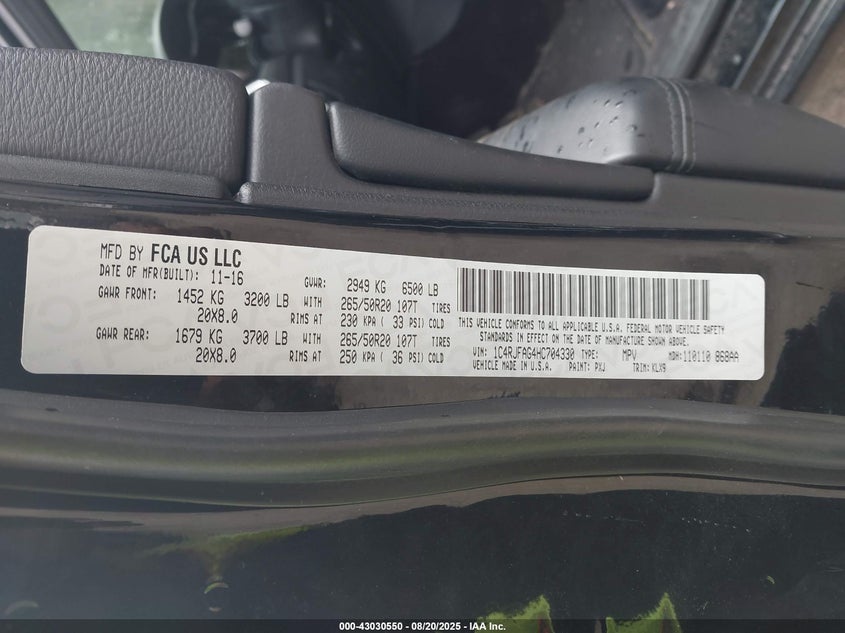 MFD BY FCA US LLC
DATE OF MFR(BUILT): 11-16 GVWR: 2949 KG 6500 LB
GAWR FRONT: 1452 KG 3200 LB WITH 265/50R20 107T TIRES
20X8.0 RIMS AT 230 KPA ( 33 PSI) COLD
GAWR REAR: 1679 KG 3700 LB WITH 265/50R20 107T TIRES
20X8.0 RIMS AT 250 KPA ( 36 PSI) COLD
THIS VEHICLE CONFORMS TO ALL APPLICABLE U.S.A. FEDERAL MOTOR VEHICLE SAFETY
STANDARDS IN EFFECT ON THE DATE OF MANUFACTURE SHOWN ABOVE.
VIN: 1C4RJFAG4HC704330 TYPE: MPV MDH: 110110 868AA
VEHICLE MADE IN U.S.A. PAINT: PXJ TRIM: KLX9
000-43030550 - 08/20/2025 - IAA Inc.